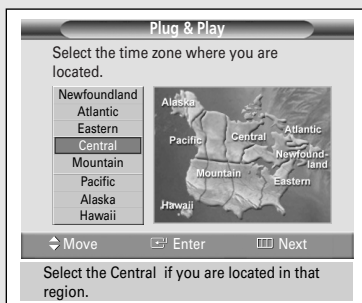 Plug & Play
Select the time zone where you are
located.
Newfoundland
Atlantic
Eastern
Central
Mountain
Pacific
Alaska
Hawaii
Alaska
Pacific
Central
Atlantic
Newfound-
land
Mountain
Eastern
Hawaii
Move Enter Next
Select the Central if you are located in that
region.